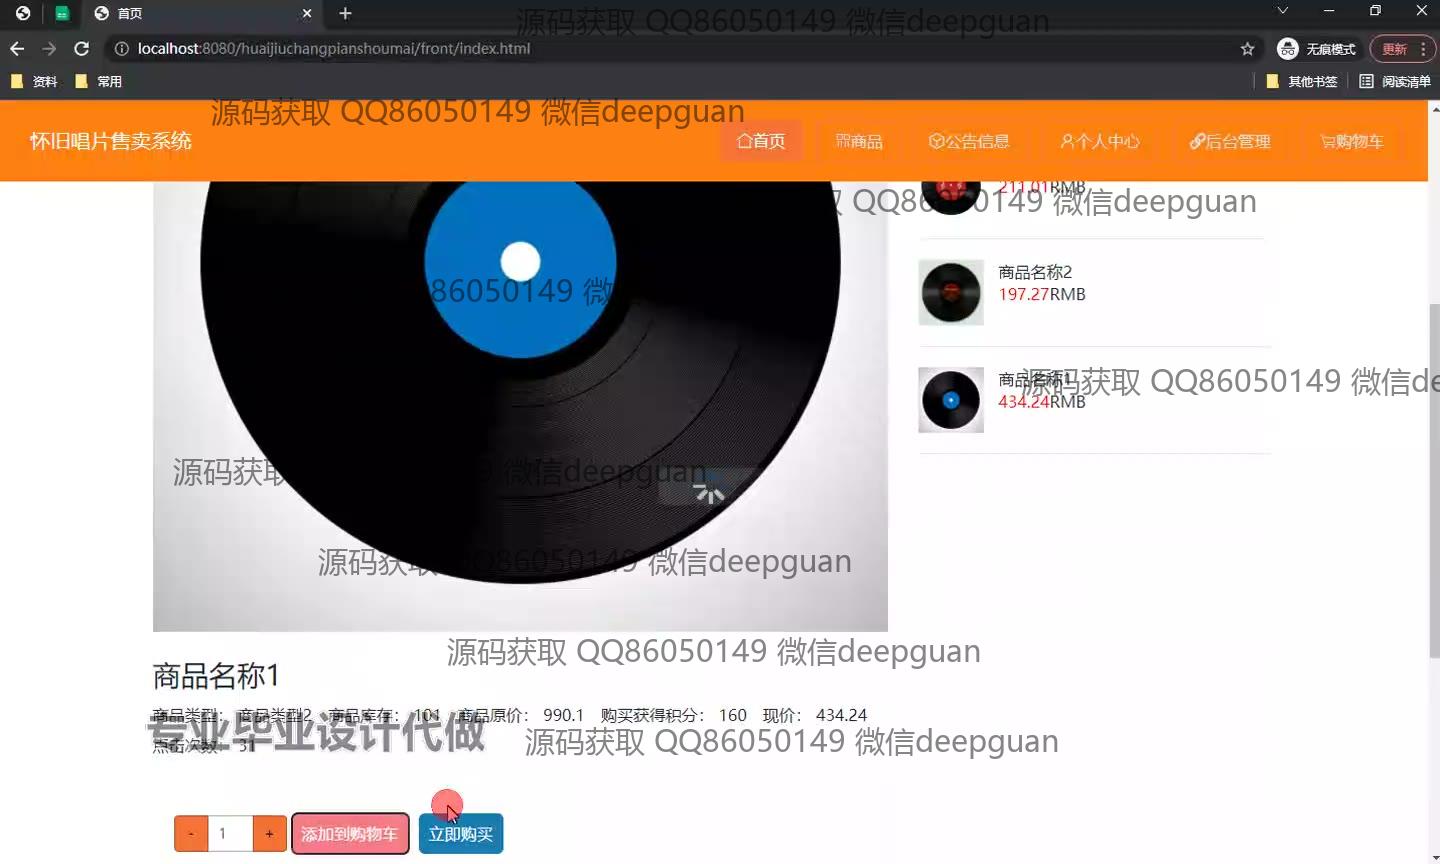 首页
源码获取 QQ86050149 微信deepguan
localhost:8080/huaijiuchangpianshoumai/front/index.html
无痕模式
更新
资料
常用
其他书签
阅读清单
源码获取 QQ86050149 微信deepguan
怀旧唱片售卖系统
首页
商品
公告信息
个人中心
后台管理
购物车
211.01RMB
QQ86050149 微信deepguan
商品名称2
197.27RMB
86050149 微
商品名称1
434.24RMB
源码获取 QQ86050149 微信de
源码获取 9 微信deepguan
源码获取 QQ86050149 微信deepguan
源码获取 QQ86050149 微信deepguan
商品名称1
商品类型： 商品类型2 商品库存： 101 商品原价： 990.1 购买获得积分： 160 现价： 434.24
专业毕业设计代做
点击次数： 31
源码获取 QQ86050149 微信deepguan
- 1 + 添加到购物车 立即购买